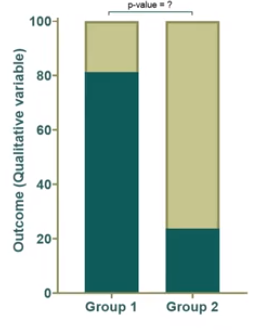 p-value = ?
Outcome (Qualitative variable)
100
80
60
40
20
0
Group 1
Group 2